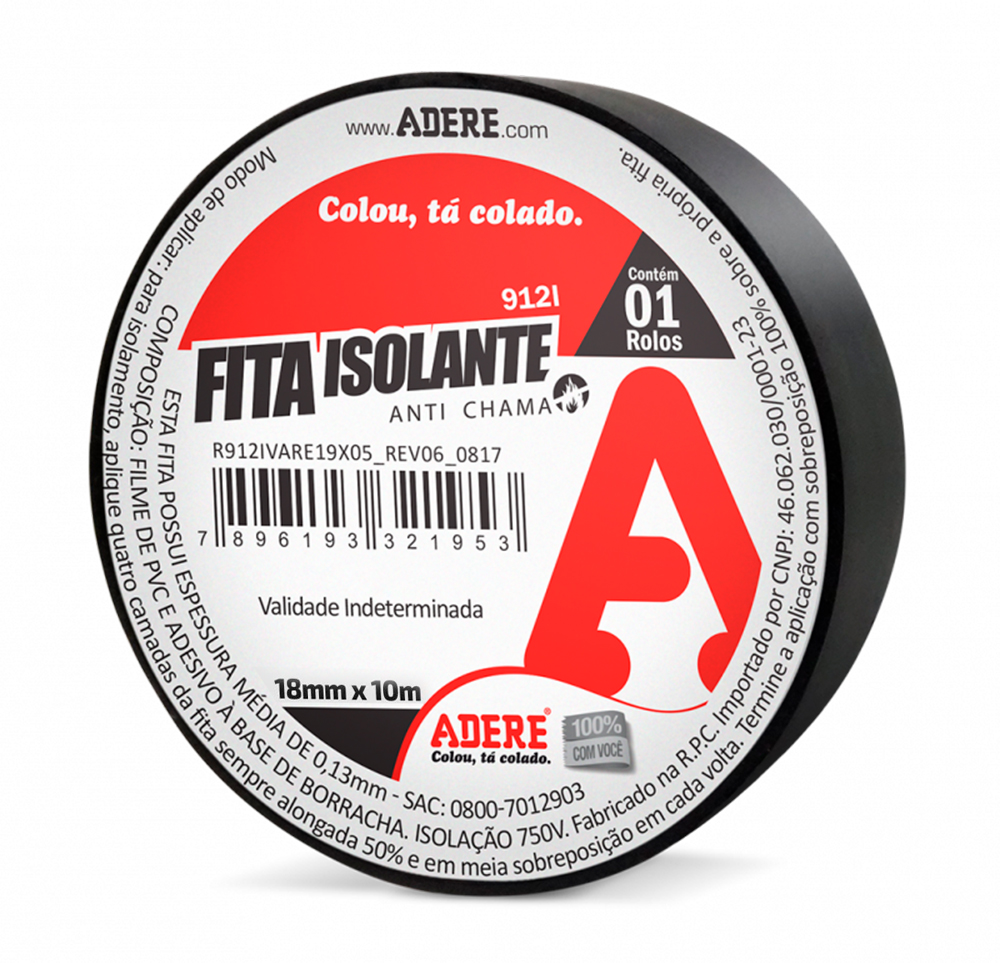 www.ADERE.com
Colou, tá colado.
912I
Contém
01
Rolos
FITA ISOLANTE
ANTI CHAMA
R912IVARE19X05_REV06_0817
7 896193 321953
Validade Indeterminada
18mm x 10m
ADERE®
Colou, tá colado.
100%
COM VOCÊ
ESTA FITA POSSUI ESPESSURA MÉDIA DE 0,13mm - SAC: 0800-7012903
COMPOSIÇÃO: FILME DE PVC E ADESIVO À BASE DE BORRACHA. ISOLAÇÃO 750V. Fabricado na R.P.C. Importado por CNPJ: 46.062.030/0001-23
Modo de aplicar: para isolamento, aplique quatro camadas da fita sempre alongada 50% e em meia sobreposição em cada volta. Termine a aplicação com sobreposição 100% sobre a própria fita.